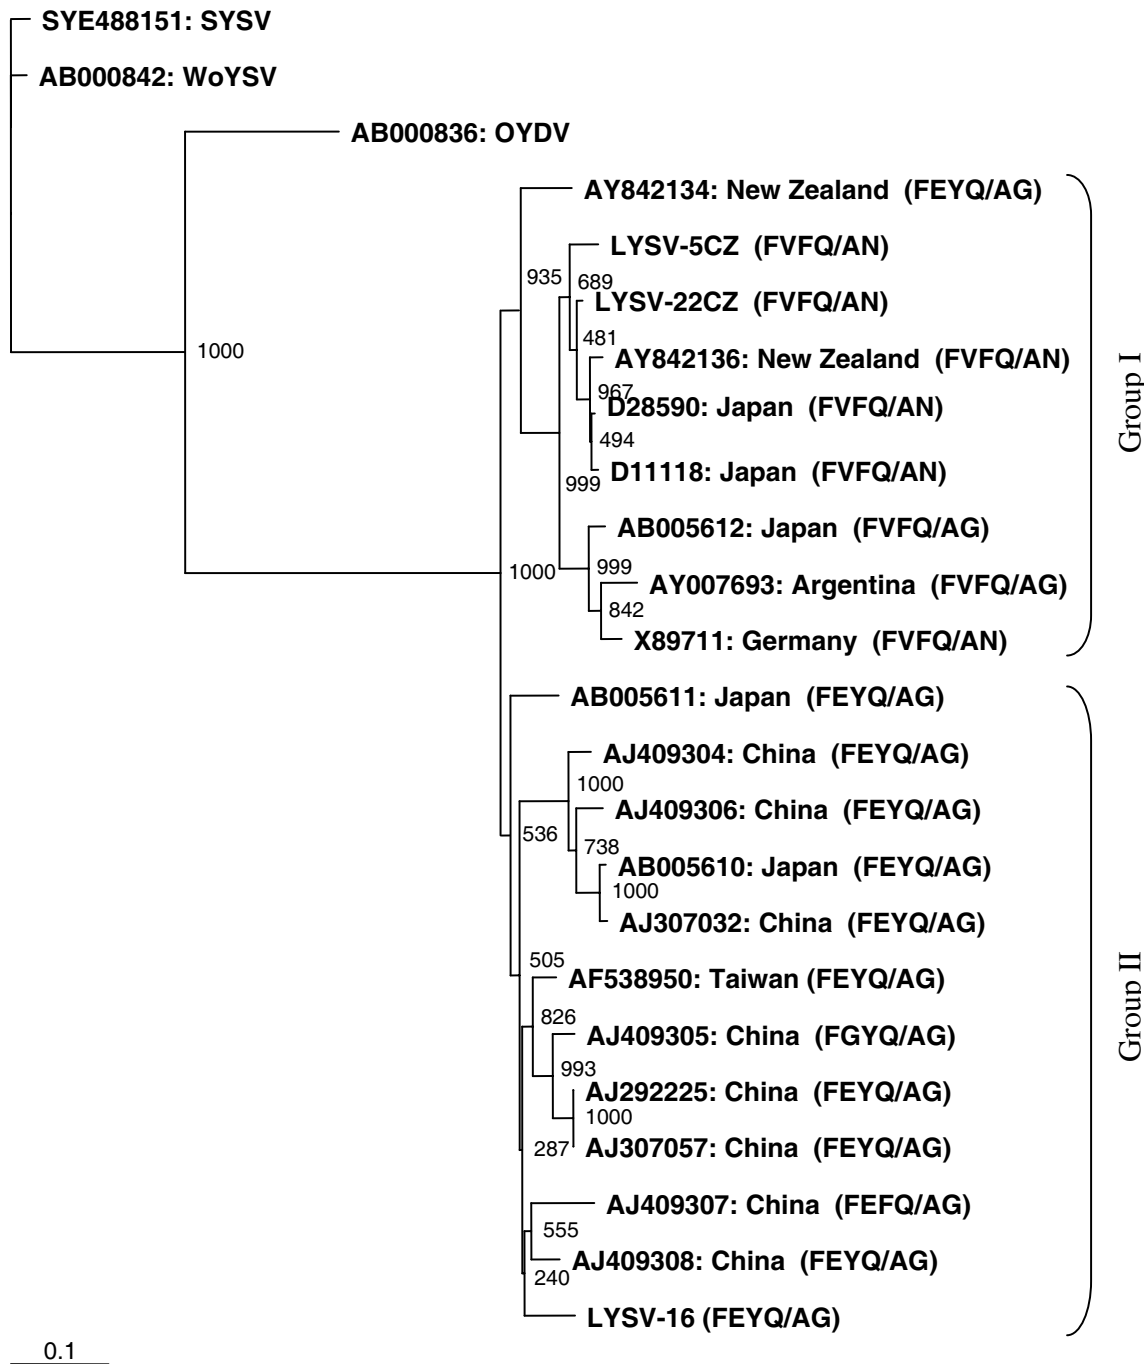 SYE488151: SYSV
AB000842: WoYSV
AB000836: OYDV
AY842134: New Zealand (FEYQ/AG)
LYSV-5CZ (FVFQ/AN)
935
689
LYSV-22CZ (FVFQ/AN)
481
1000
AY842136: New Zealand (FVFQ/AN)
967
D28590: Japan (FVFQ/AN)
494
D11118: Japan (FVFQ/AN)
999
AB005612: Japan (FVFQ/AG)
1000
999
AY007693: Argentina (FVFQ/AG)
842
X89711: Germany (FVFQ/AN)
Group I
AB005611: Japan (FEYQ/AG)
AJ409304: China (FEYQ/AG)
1000
AJ409306: China (FEYQ/AG)
536
738
AB005610: Japan (FEYQ/AG)
1000
AJ307032: China (FEYQ/AG)
505
AF538950: Taiwan (FEYQ/AG)
826
AJ409305: China (FGYQ/AG)
993
AJ292225: China (FEYQ/AG)
1000
287
AJ307057: China (FEYQ/AG)
AJ409307: China (FEFQ/AG)
555
AJ409308: China (FEYQ/AG)
240
LYSV-16 (FEYQ/AG)
Group II
0.1